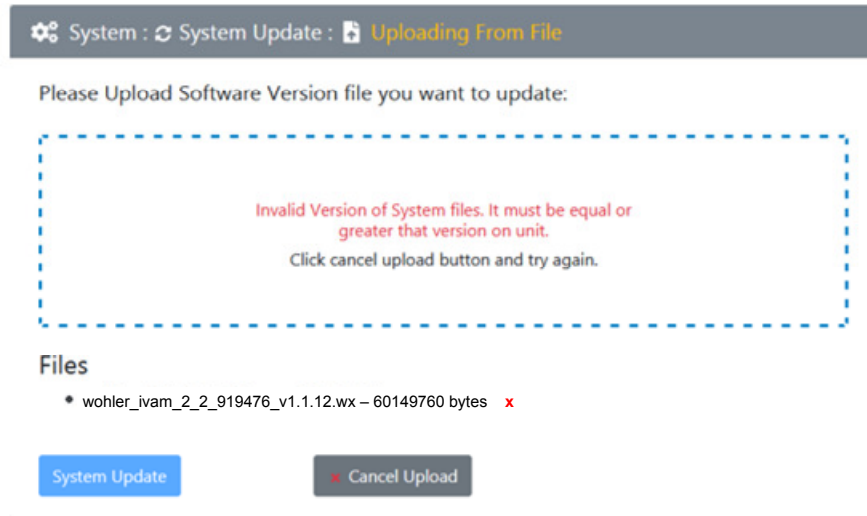 System : System Update : Uploading From File
Please Upload Software Version file you want to update:
Invalid Version of System files. It must be equal or
greater that version on unit.
Click cancel upload button and try again.
Files
wohler_ivam_2_2_919476_v1.1.12.wx – 60149760 bytes x
System Update
x Cancel Upload